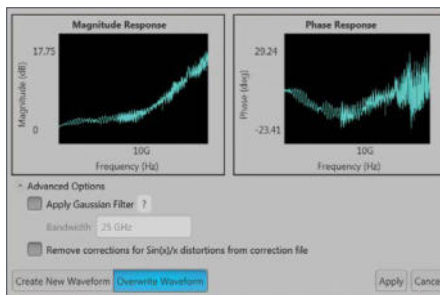 Magnitude Response
Phase Response
17.75
0
Magnitude (dB)
10G
Frequency (Hz)
29.24
-23.41
Phase (deg)
10G
Frequency (Hz)
Advanced Options
Apply Gaussian Filter ?
Bandwidth 25 GHz
Remove corrections for Sin(x)/x distortions from correction file
Create New Waveform Overwrite Waveform Apply Cance